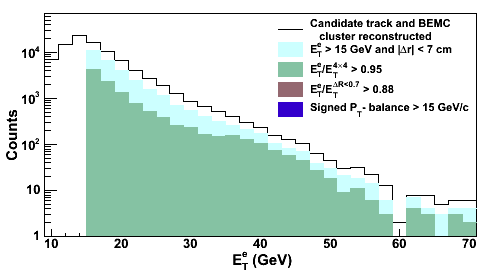 Candidate track and BEMC
cluster reconstructed
E_T^e > 15 GeV and |Δr| < 7 cm
E_T^e/E_T^{4×4} > 0.95
E_T^e/E_T^{ΔR<0.7} > 0.88
Signed P_T- balance > 15 GeV/c
Counts
10^4
10^3
10^2
10
1
10 20 30 40 50 60 70
E_T^e (GeV)